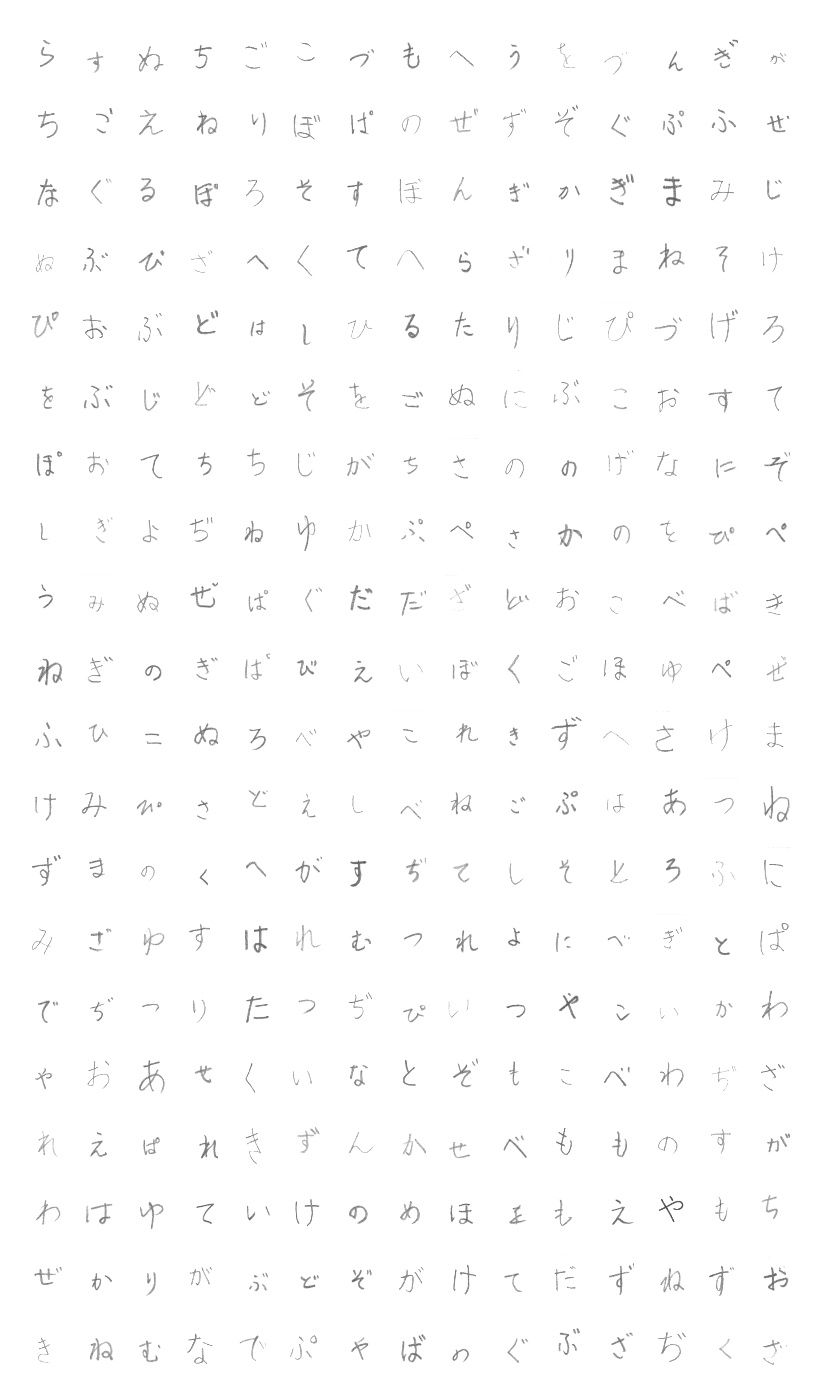 らすぬちごこづもへうをづんぎが
ちごえねりぼぱのぜずぞぐぷふぜ
なぐるぽろそすぼんぎかぎまみじ
ぬぶぴざへくてへらざりまねそけ
ぴおぶどはしひるたりじぴづげろ
をぶじどどそをごぬにぶこおすて
ぽおてちちじがちさののげなにぞ
しぎよぢねゆかぷぺさかのをぴぺ
うみぬぜぱぐだだざどおこべばき
ねぎのぎぱびえいぼくごほゆぺぜ
ふひこぬろべやこれきずへさけま
けみぴさどえしべねごぷはあつね
ずまのくへがすぢてしそとろふに
みざゆすはれむつれよにべぎとぱ
でぢつりたつぢぴいつやこいかわ
やおあせくいなとぞもこべわぢざ
れえぱれきずんかせべもものすが
わはゆていけのめほをもえやもち
ぜかりがぶどぞがけてだずねずお
きねむなでぷやばのぐぶざぢくざ